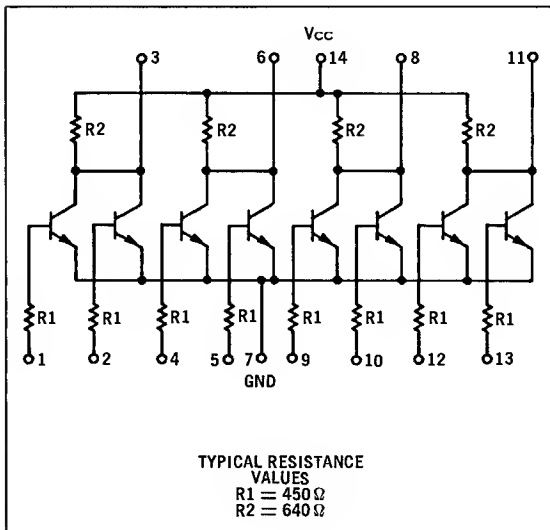 Vcc
3 6 14 8 11
R2 R2 R2 R2
R1 R1 R1 R1 R1 R1 R1 R1
1 2 4 5 7 9 10 12 13
GND
TYPICAL RESISTANCE
VALUES
R1 = 450 Ω
R2 = 640 Ω